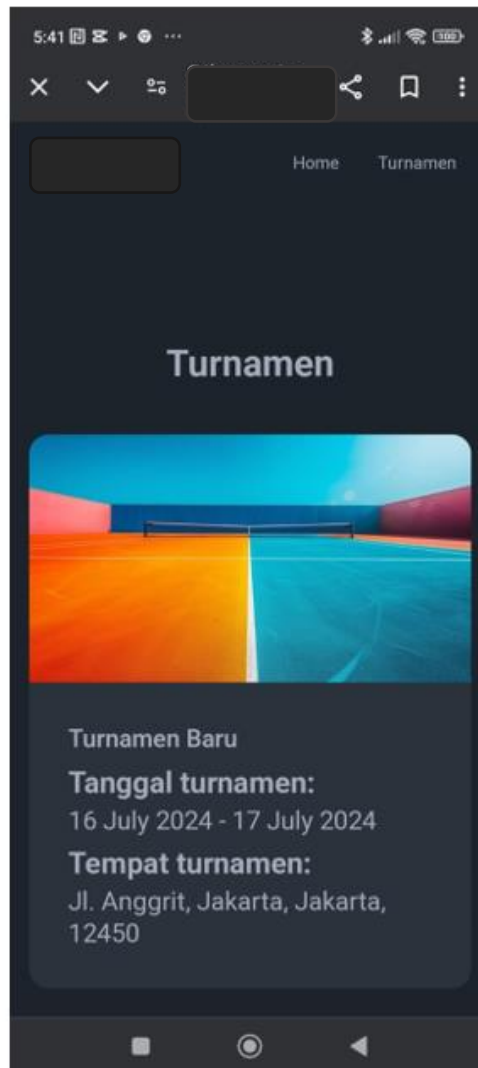 5:41
100
Home Turnamen
Turnamen
Turnamen Baru
Tanggal turnamen:
16 July 2024 - 17 July 2024
Tempat turnamen:
Jl. Anggrit, Jakarta, Jakarta,
12450